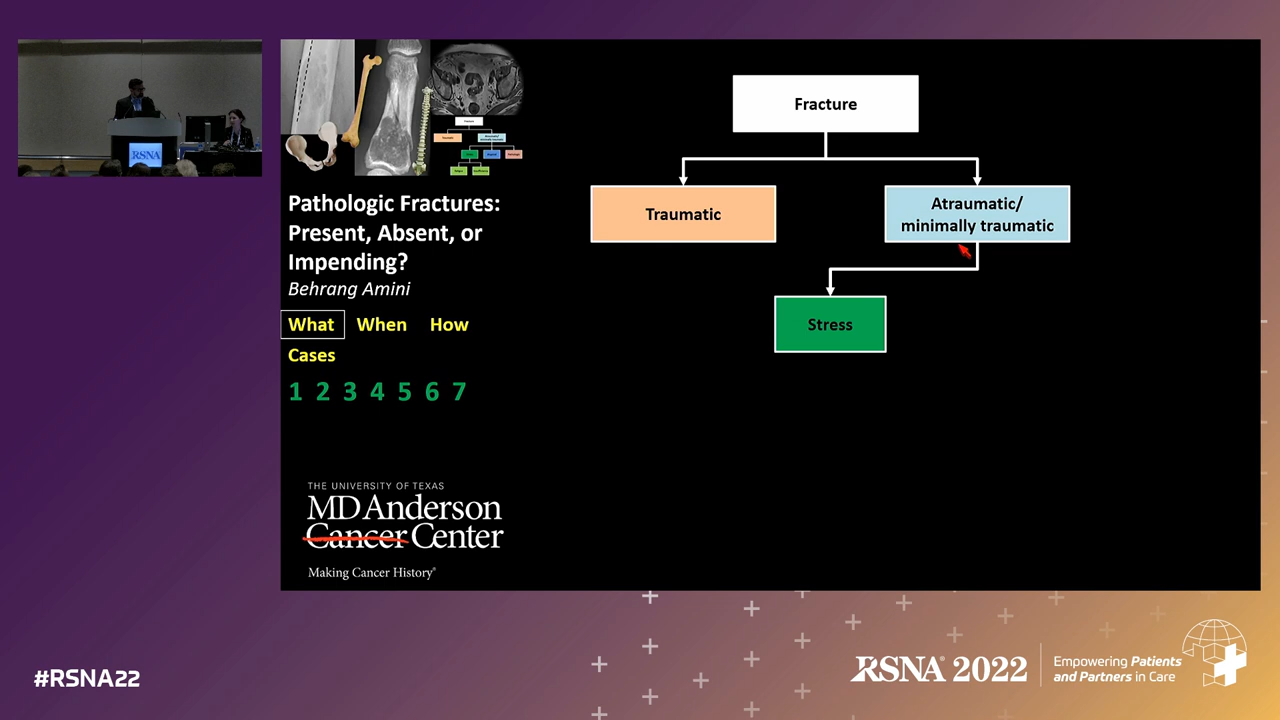 RSNA
Pathologic Fractures:
Present, Absent, or
Impending?
Behrang Amini
What When How
Cases
1 2 3 4 5 6 7
THE UNIVERSITY OF TEXAS
MD Anderson
Cancer Center
Making Cancer History®
Fracture
Traumatic
Atraumatic/
minimally traumatic
Stress
#RSNA22
RSNA® 2022
Empowering Patients
and Partners in Care